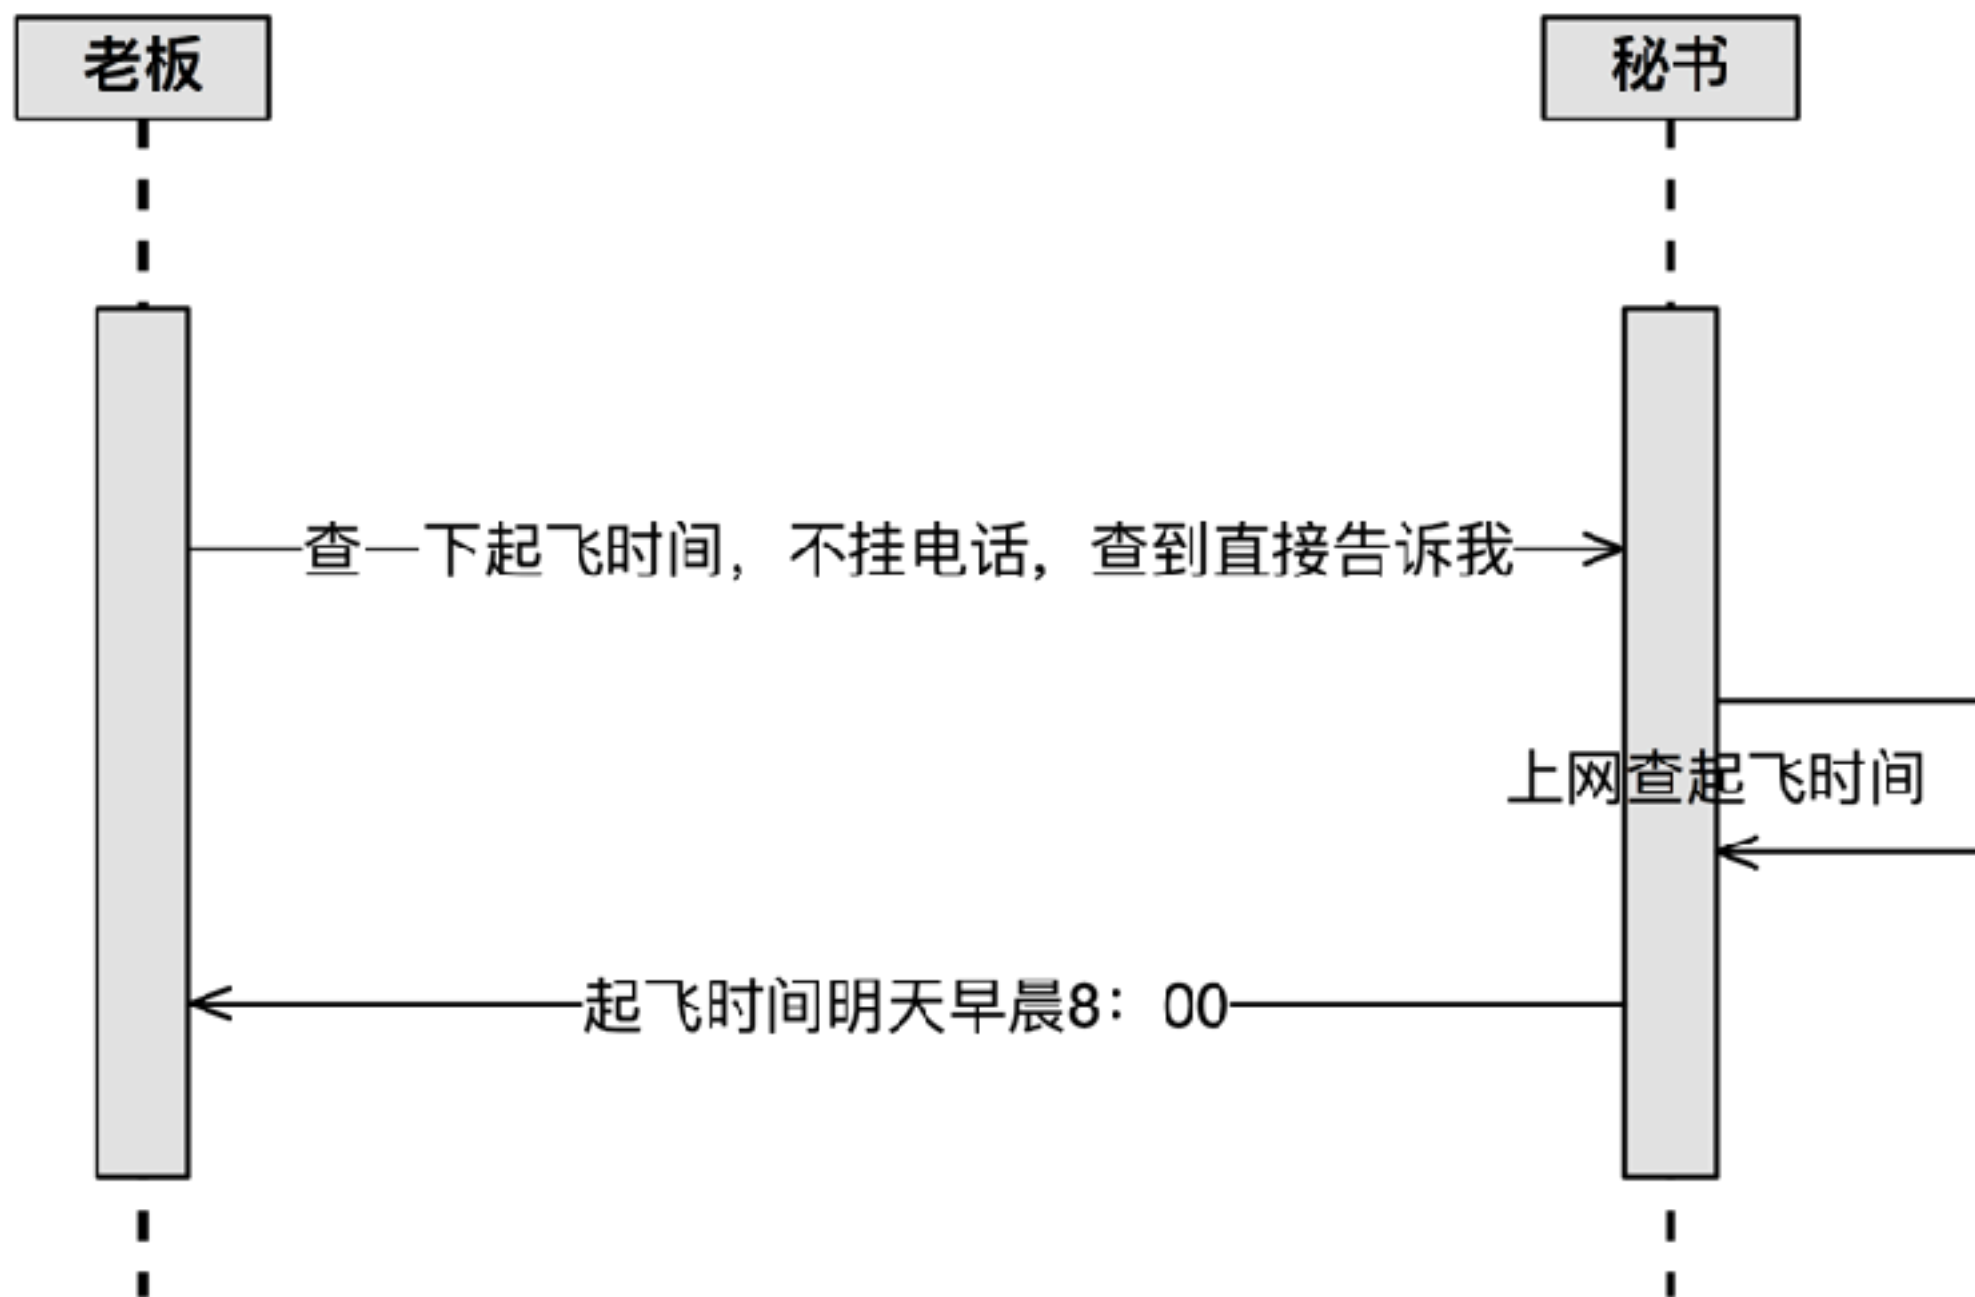 老板
秘书
查一下起飞时间，不挂电话，查到直接告诉我
上网查起飞时间
起飞时间明天早晨8：00